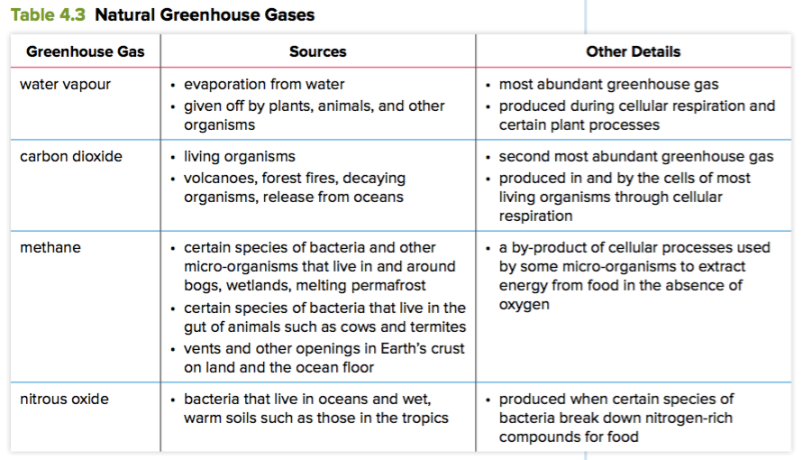 Table 4.3 Natural Greenhouse Gases
Greenhouse Gas Sources Other Details
water vapour
• evaporation from water
• given off by plants, animals, and other
organisms
• most abundant greenhouse gas
• produced during cellular respiration and
certain plant processes
carbon dioxide
• living organisms
• volcanoes, forest fires, decaying
organisms, release from oceans
• second most abundant greenhouse gas
• produced in and by the cells of most
living organisms through cellular
respiration
methane
• certain species of bacteria and other
micro-organisms that live in and around
bogs, wetlands, melting permafrost
• certain species of bacteria that live in the
gut of animals such as cows and termites
• vents and other openings in Earth's crust
on land and the ocean floor
• a by-product of cellular processes used
by some micro-organisms to extract
energy from food in the absence of
oxygen
nitrous oxide
• bacteria that live in oceans and wet,
warm soils such as those in the tropics
• produced when certain species of
bacteria break down nitrogen-rich
compounds for food